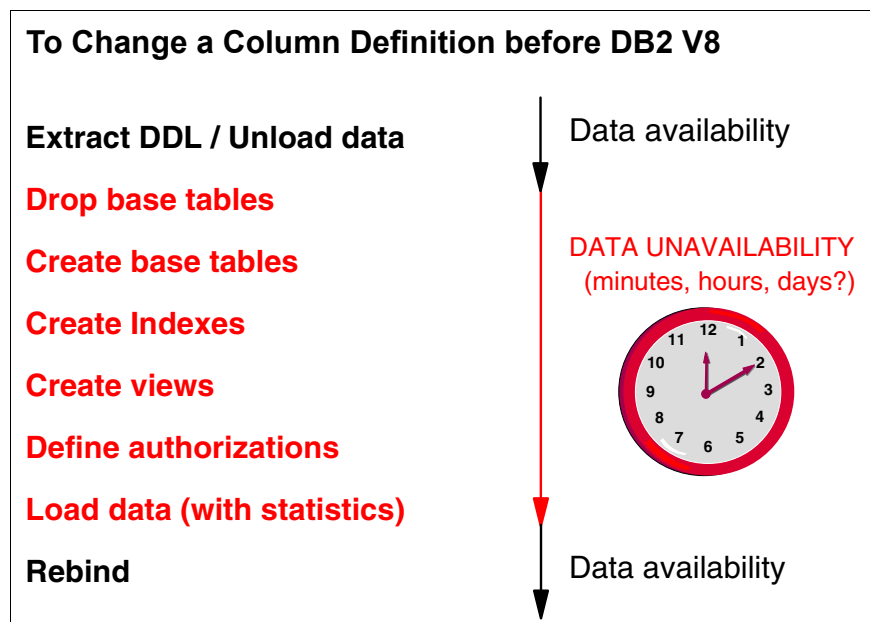 To Change a Column Definition before DB2 V8
Extract DDL / Unload data
Data availability
Drop base tables
Create base tables
DATA UNAVAILABILITY
(minutes, hours, days?)
Create Indexes
Create views
Define authorizations
Load data (with statistics)
Rebind
Data availability
12
1
2
3
4
5
6
7
8
9
10
11